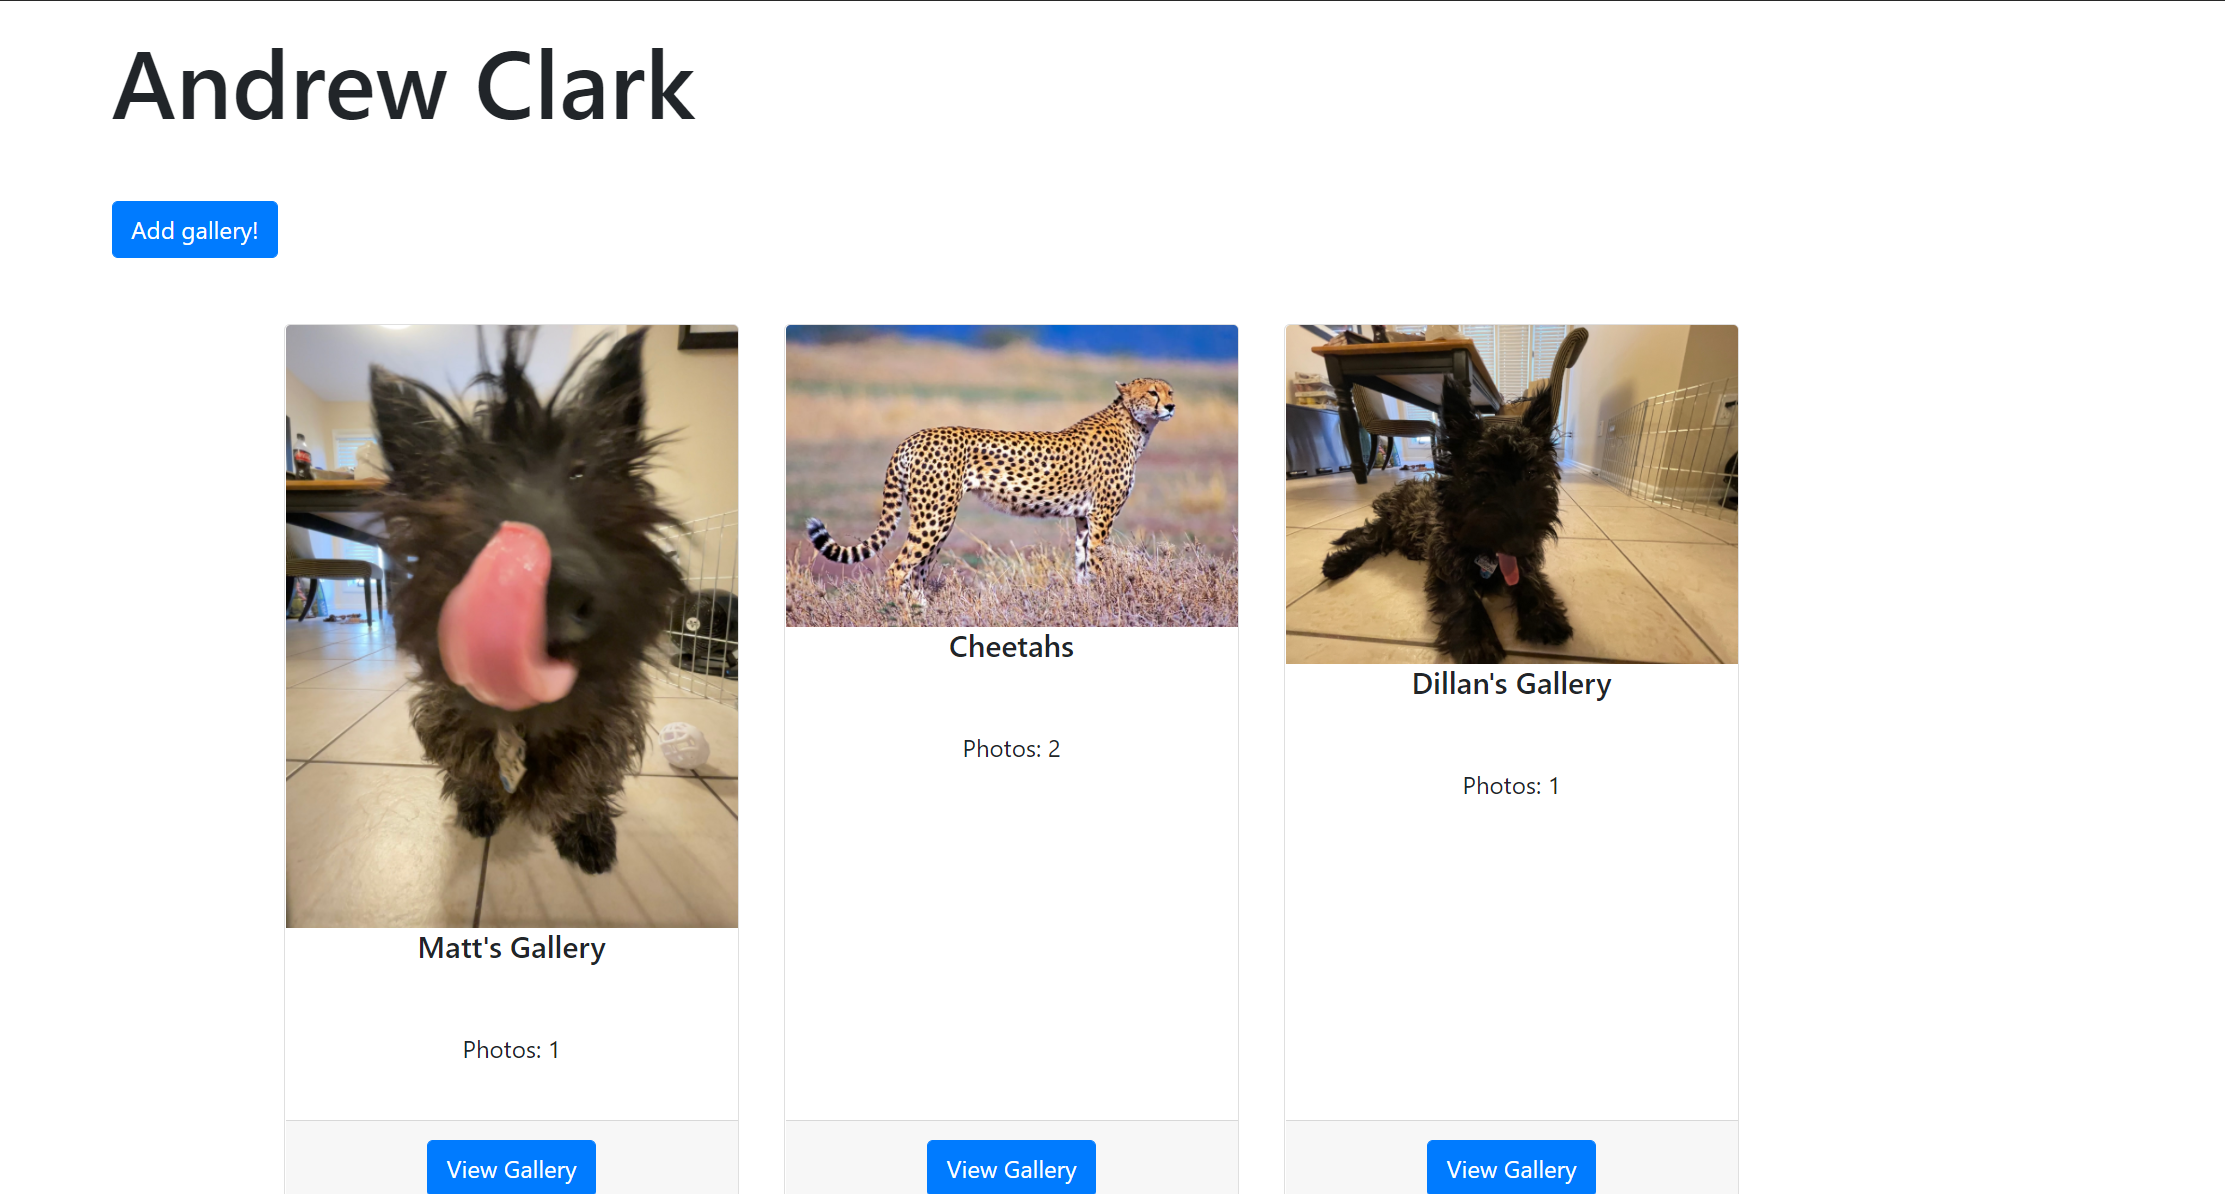 Andrew Clark
Add gallery!
Matt's Gallery
Photos: 1
View Gallery
Cheetahs
Photos: 2
View Gallery
Dillan's Gallery
Photos: 1
View Gallery